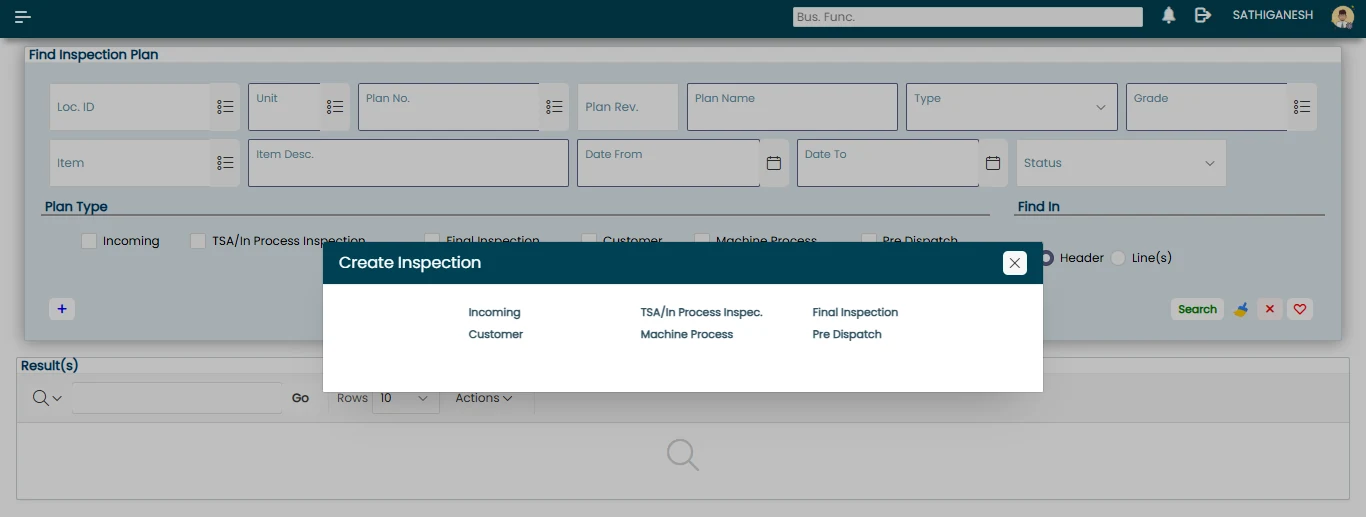 Bus. Func.
SATHIGANESH
Find Inspection Plan
Loc. ID
Unit
Plan No.
Plan Rev.
Plan Name
Type
Grade
Item
Item Desc.
Date From
Date To
Status
Plan Type
Find In
Incoming
TSA/In Process Inspection
Final Inspection
Customer
Machine Process
Pre Dispatch
Header
Line(s)
Create Inspection
Incoming
TSA/In Process Inspec.
Final Inspection
Customer
Machine Process
Pre Dispatch
+
Search
Result(s)
Go
Rows
10
Actions